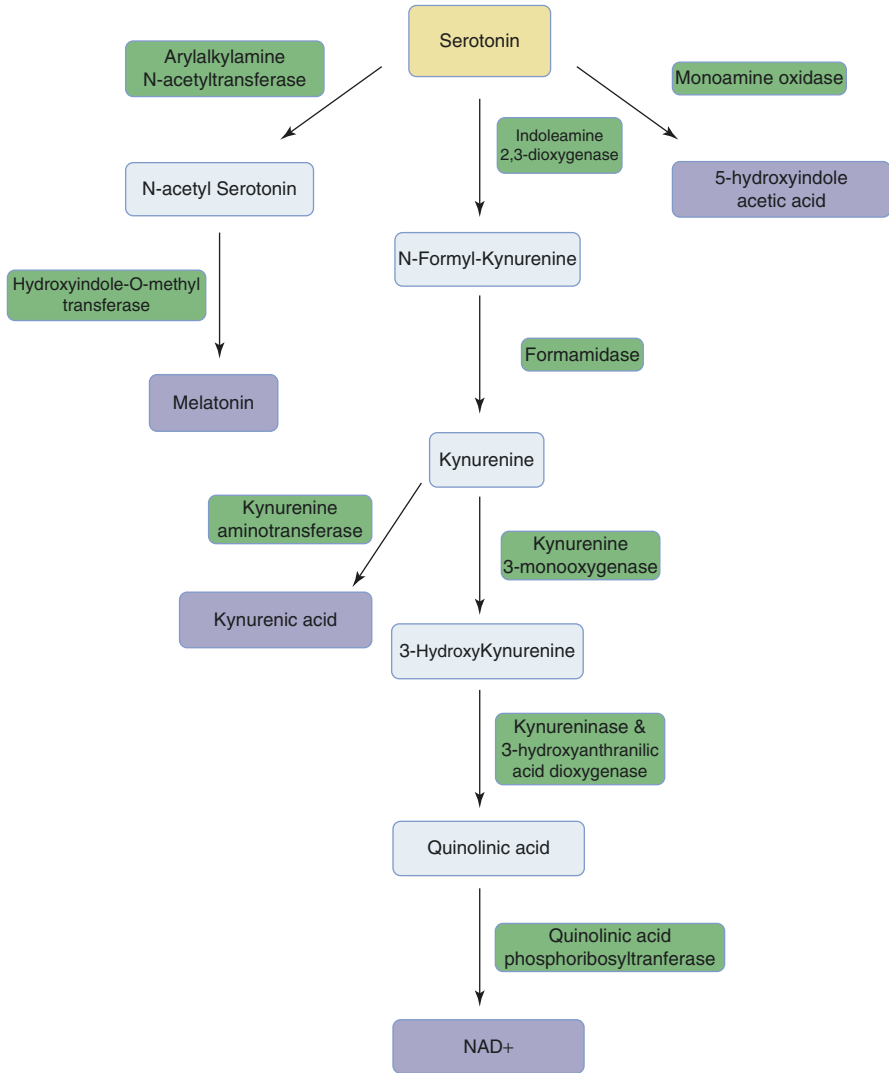 Serotonin
Arylalkylamine
N-acetyltransferase
Monoamine oxidase
Indoleamine
2,3-dioxygenase
N-acetyl Serotonin
5-hydroxyindole
acetic acid
N-Formyl-Kynurenine
Hydroxyindole-O-methyl
transferase
Formamidase
Melatonin
Kynurenine
Kynurenine
aminotransferase
Kynurenine
3-monooxygenase
Kynurenic acid
3-HydroxyKynurenine
Kynureninase &
3-hydroxyanthranilic
acid dioxygenase
Quinolinic acid
Quinolinic acid
phosphoribosyltranferase
NAD+